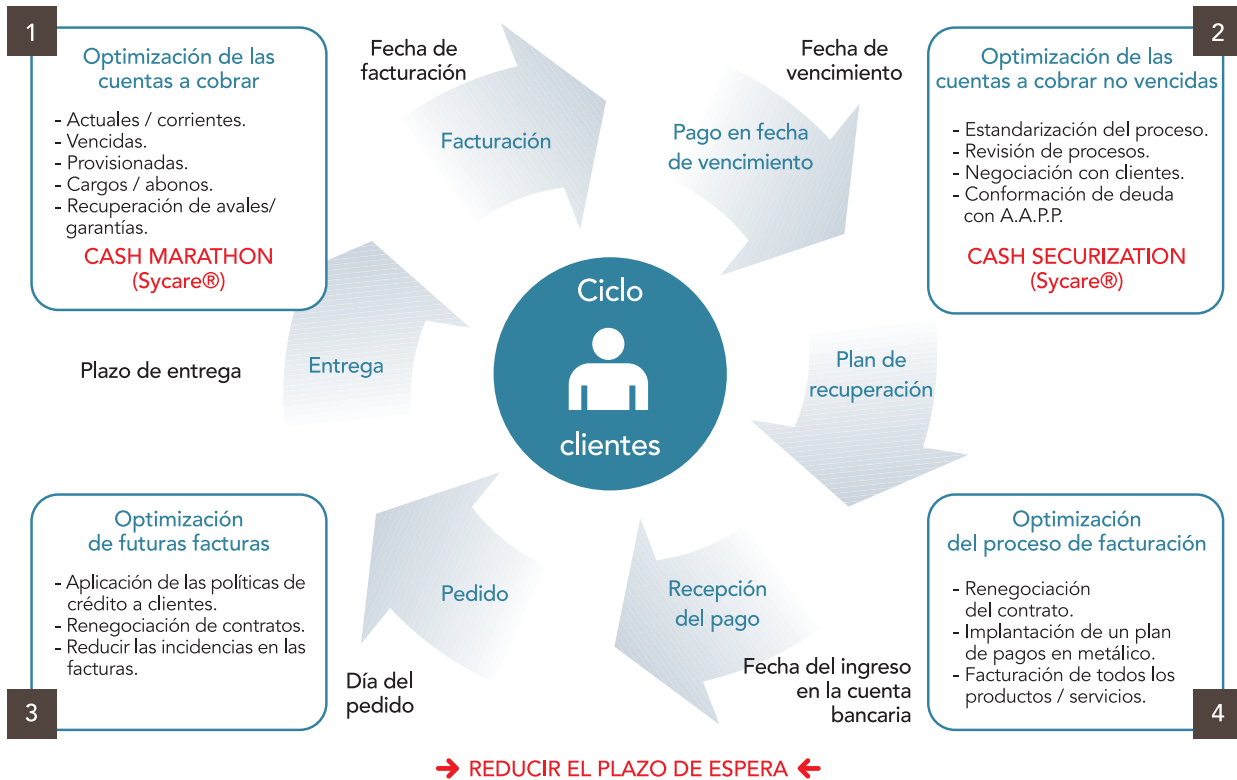 1
Optimización de las
cuentas a cobrar
- Actuales / corrientes.
- Vencidas.
- Provisionadas.
- Cargos / abonos.
- Recuperación de avales/
garantías.
CASH MARATHON
(Sycare®)
Fecha de
facturación
Facturación
Fecha de
vencimiento
Pago en fecha
de vencimiento
2
Optimización de las
cuentas a cobrar no vencidas
- Estandarización del proceso.
- Revisión de procesos.
- Negociación con clientes.
- Conformación de deuda
con A.A.P.P.
CASH SECURIZATION
(Sycare®)
Plazo de entrega
Entrega
Ciclo
clientes
Plan de
recuperación
3
Optimización
de futuras facturas
- Aplicación de las políticas de
crédito a clientes.
- Renegociación de contratos.
- Reducir las incidencias en las
facturas.
Pedido
Día del
pedido
Recepción
del pago
Fecha del ingreso
en la cuenta
bancaria
4
Optimización
del proceso de facturación
- Renegociación
del contrato.
- Implantación de un plan
de pagos en metálico.
- Facturación de todos los
productos / servicios.
→ REDUCIR EL PLAZO DE ESPERA ←